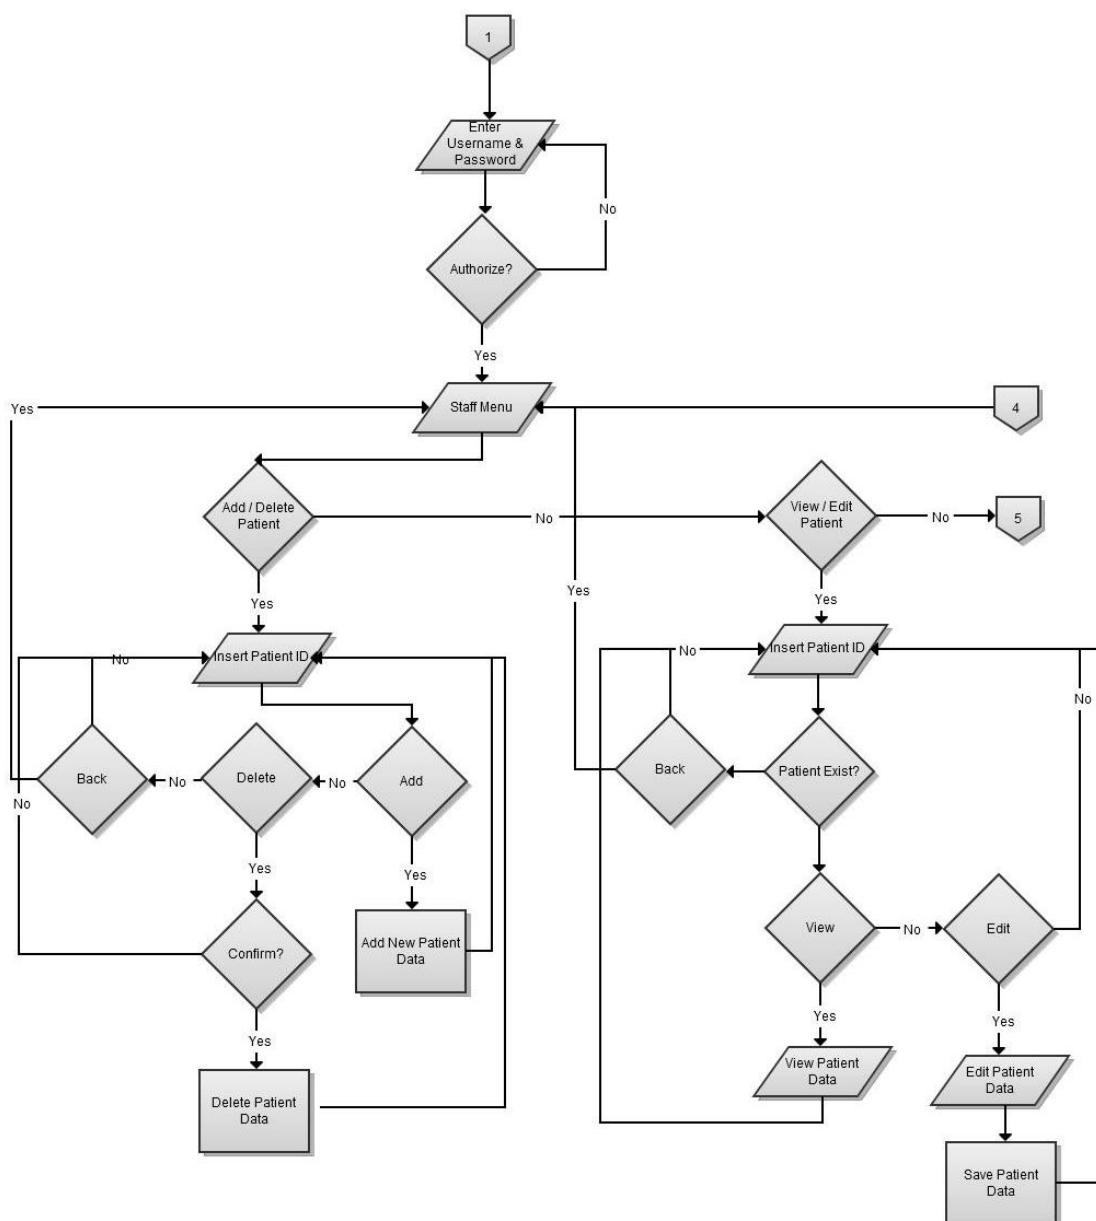 1
Enter
Username &
Password
No
Authorize?
Yes
Yes
Staff Menu
4
Add / Delete
Patient
No
View / Edit
Patient
No
5
Yes
Yes
Yes
No
Insert Patient ID
No
Insert Patient ID
No
Back
No
Delete
No
Add
Back
Patient Exist?
No
Yes
Yes
Confirm?
Add New Patient
Data
View
No
Edit
Yes
Yes
Yes
Delete Patient
Data
View Patient
Data
Edit Patient
Data
Save Patient
Data